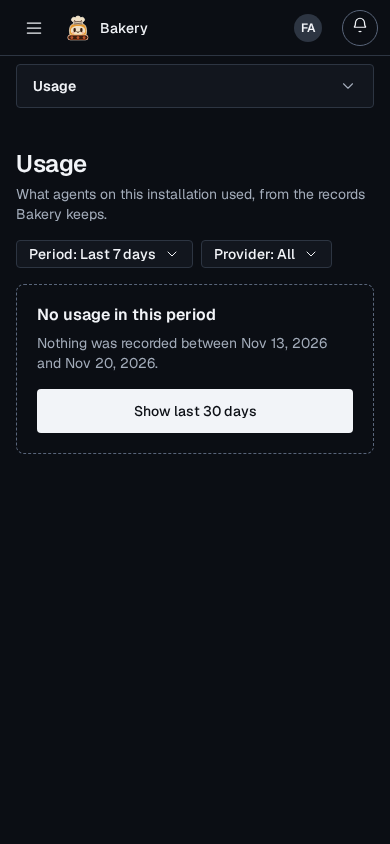 Bakery
FA
Usage
Usage
What agents on this installation used, from the records
Bakery keeps.
Period: Last 7 days
Provider: All
No usage in this period
Nothing was recorded between Nov 13, 2026
and Nov 20, 2026.
Show last 30 days